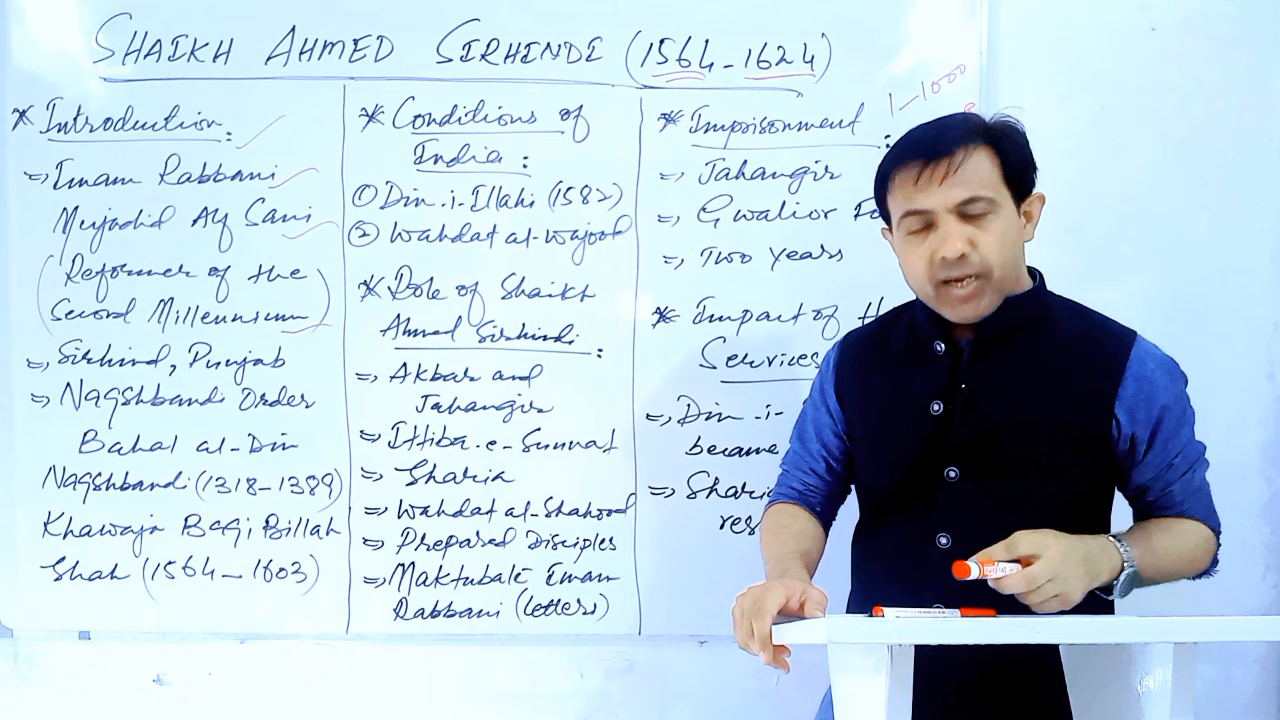 SHAIKH AHMED SIRHINDE (1564-1624)
* Introduction:
=> Imam Rabbani
Mujadid Alf Sani
(Reformer of the
Second Millennium)
=> Sirhind, Punjab
=> Naqshbandi Order
Bahal al-Din
Naqshbandi (1318-1389)
Khawaja Baqi Billah
Shah (1564-1603)
* Conditions of
India:
① Din-i-Illahi (1582)
② Wahdat al-Wajood
* Role of Shaikh
Ahmed Sirhindi:
=> Akbar and
Jahangir
=> Ittiba-e-Sunnat
=> Sharia
=> Wahdat al-Shahood
=> Prepared Disciples
=> Maktubate Imam
Rabbani (letters)
1-1000
* Imprisonment:
=> Jahangir
=> Gwalior
=> Two years
* Impact of
Services
=> Din-i-
became
=> Sharia
res